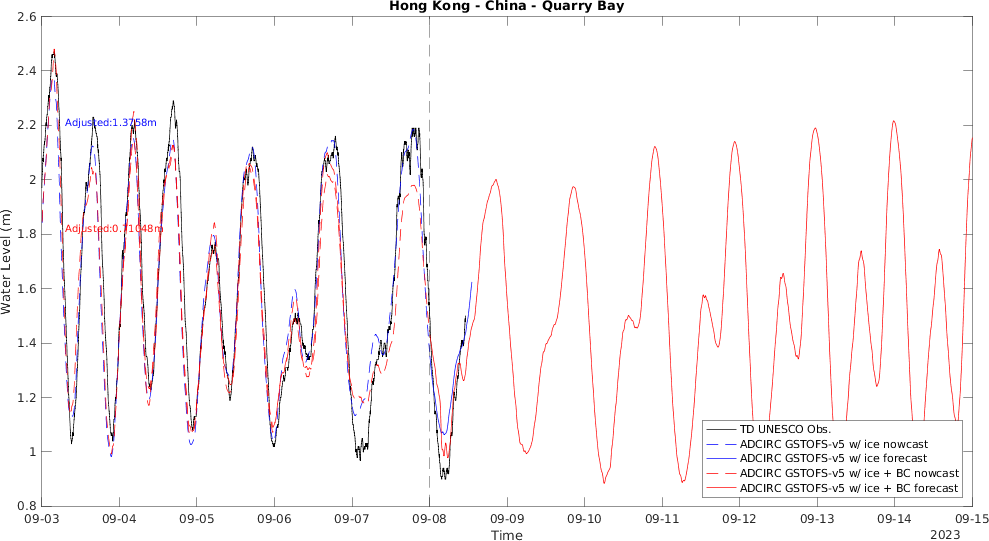 Hong Kong - China - Quarry Bay
2.6
2.4
2.2
2
1.8
1.6
1.4
1.2
1
0.8
Water Level (m)
Adjusted:1.3758m
Adjusted:0.71048m
TD UNESCO Obs.
ADCIRC GSTOFS-v5 w/ ice nowcast
ADCIRC GSTOFS-v5 w/ ice forecast
ADCIRC GSTOFS-v5 w/ ice + BC nowcast
ADCIRC GSTOFS-v5 w/ ice + BC forecast
09-03 09-04 09-05 09-06 09-07 09-08 09-09 09-10 09-11 09-12 09-13 09-14 09-15
Time
2023